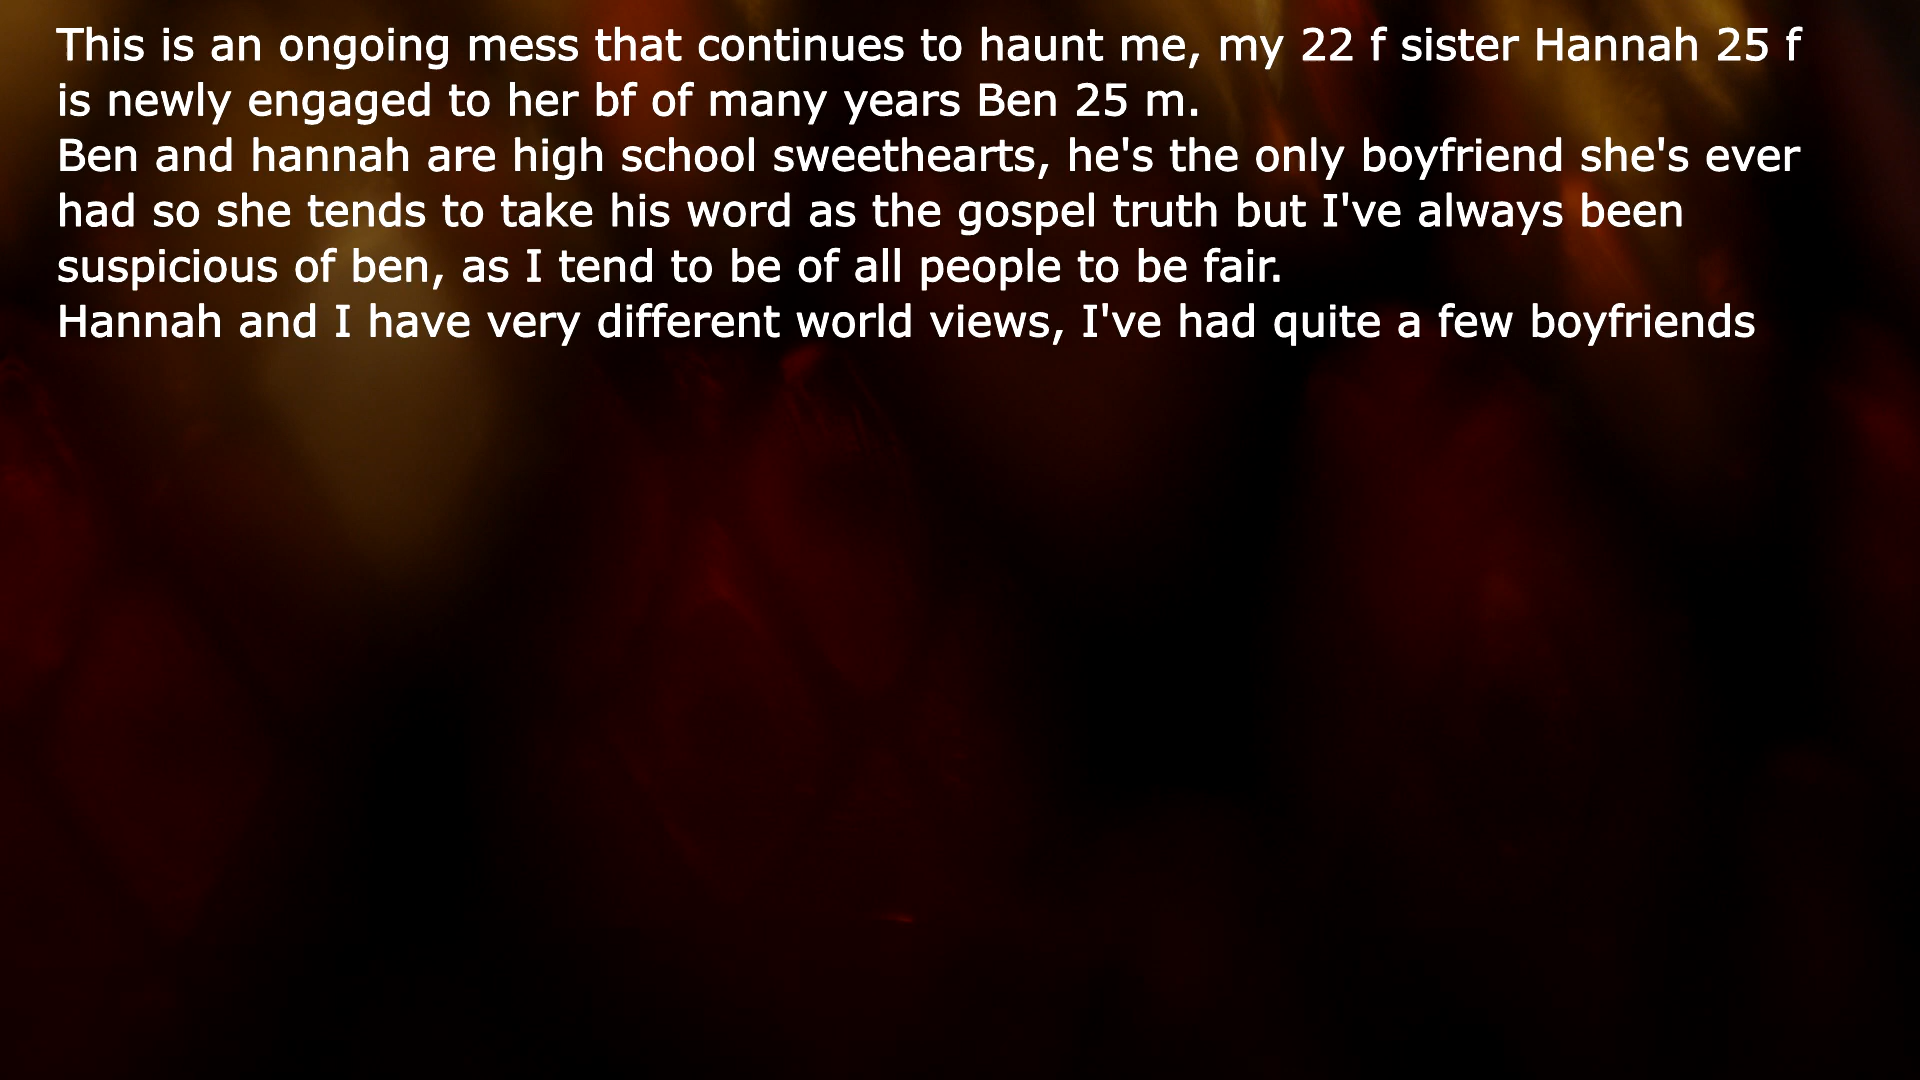 This is an ongoing mess that continues to haunt me, my 22 f sister Hannah 25 f
is newly engaged to her bf of many years Ben 25 m.
Ben and hannah are high school sweethearts, he's the only boyfriend she's ever
had so she tends to take his word as the gospel truth but I've always been
suspicious of ben, as I tend to be of all people to be fair.
Hannah and I have very different world views, I've had quite a few boyfriends